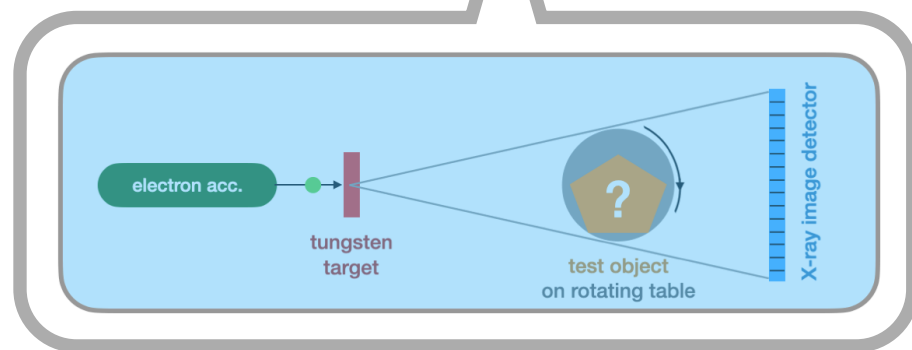 electron acc.
tungsten
target
?
test object
on rotating table
X-ray image detector